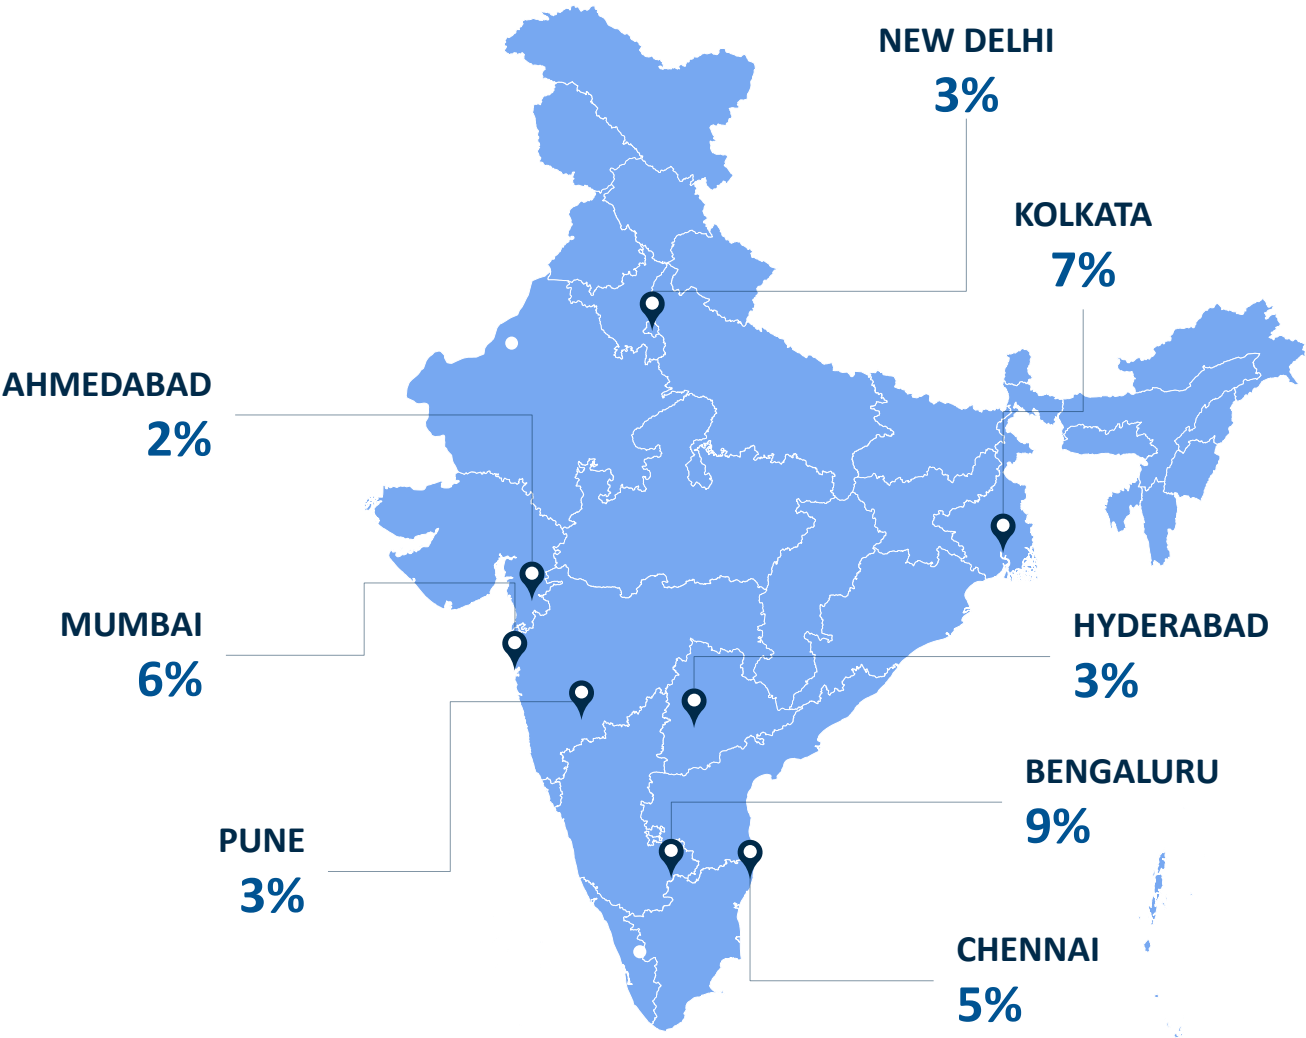 NEW DELHI
3%
KOLKATA
7%
AHMEDABAD
2%
MUMBAI
6%
HYDERABAD
3%
BENGALURU
9%
PUNE
3%
CHENNAI
5%